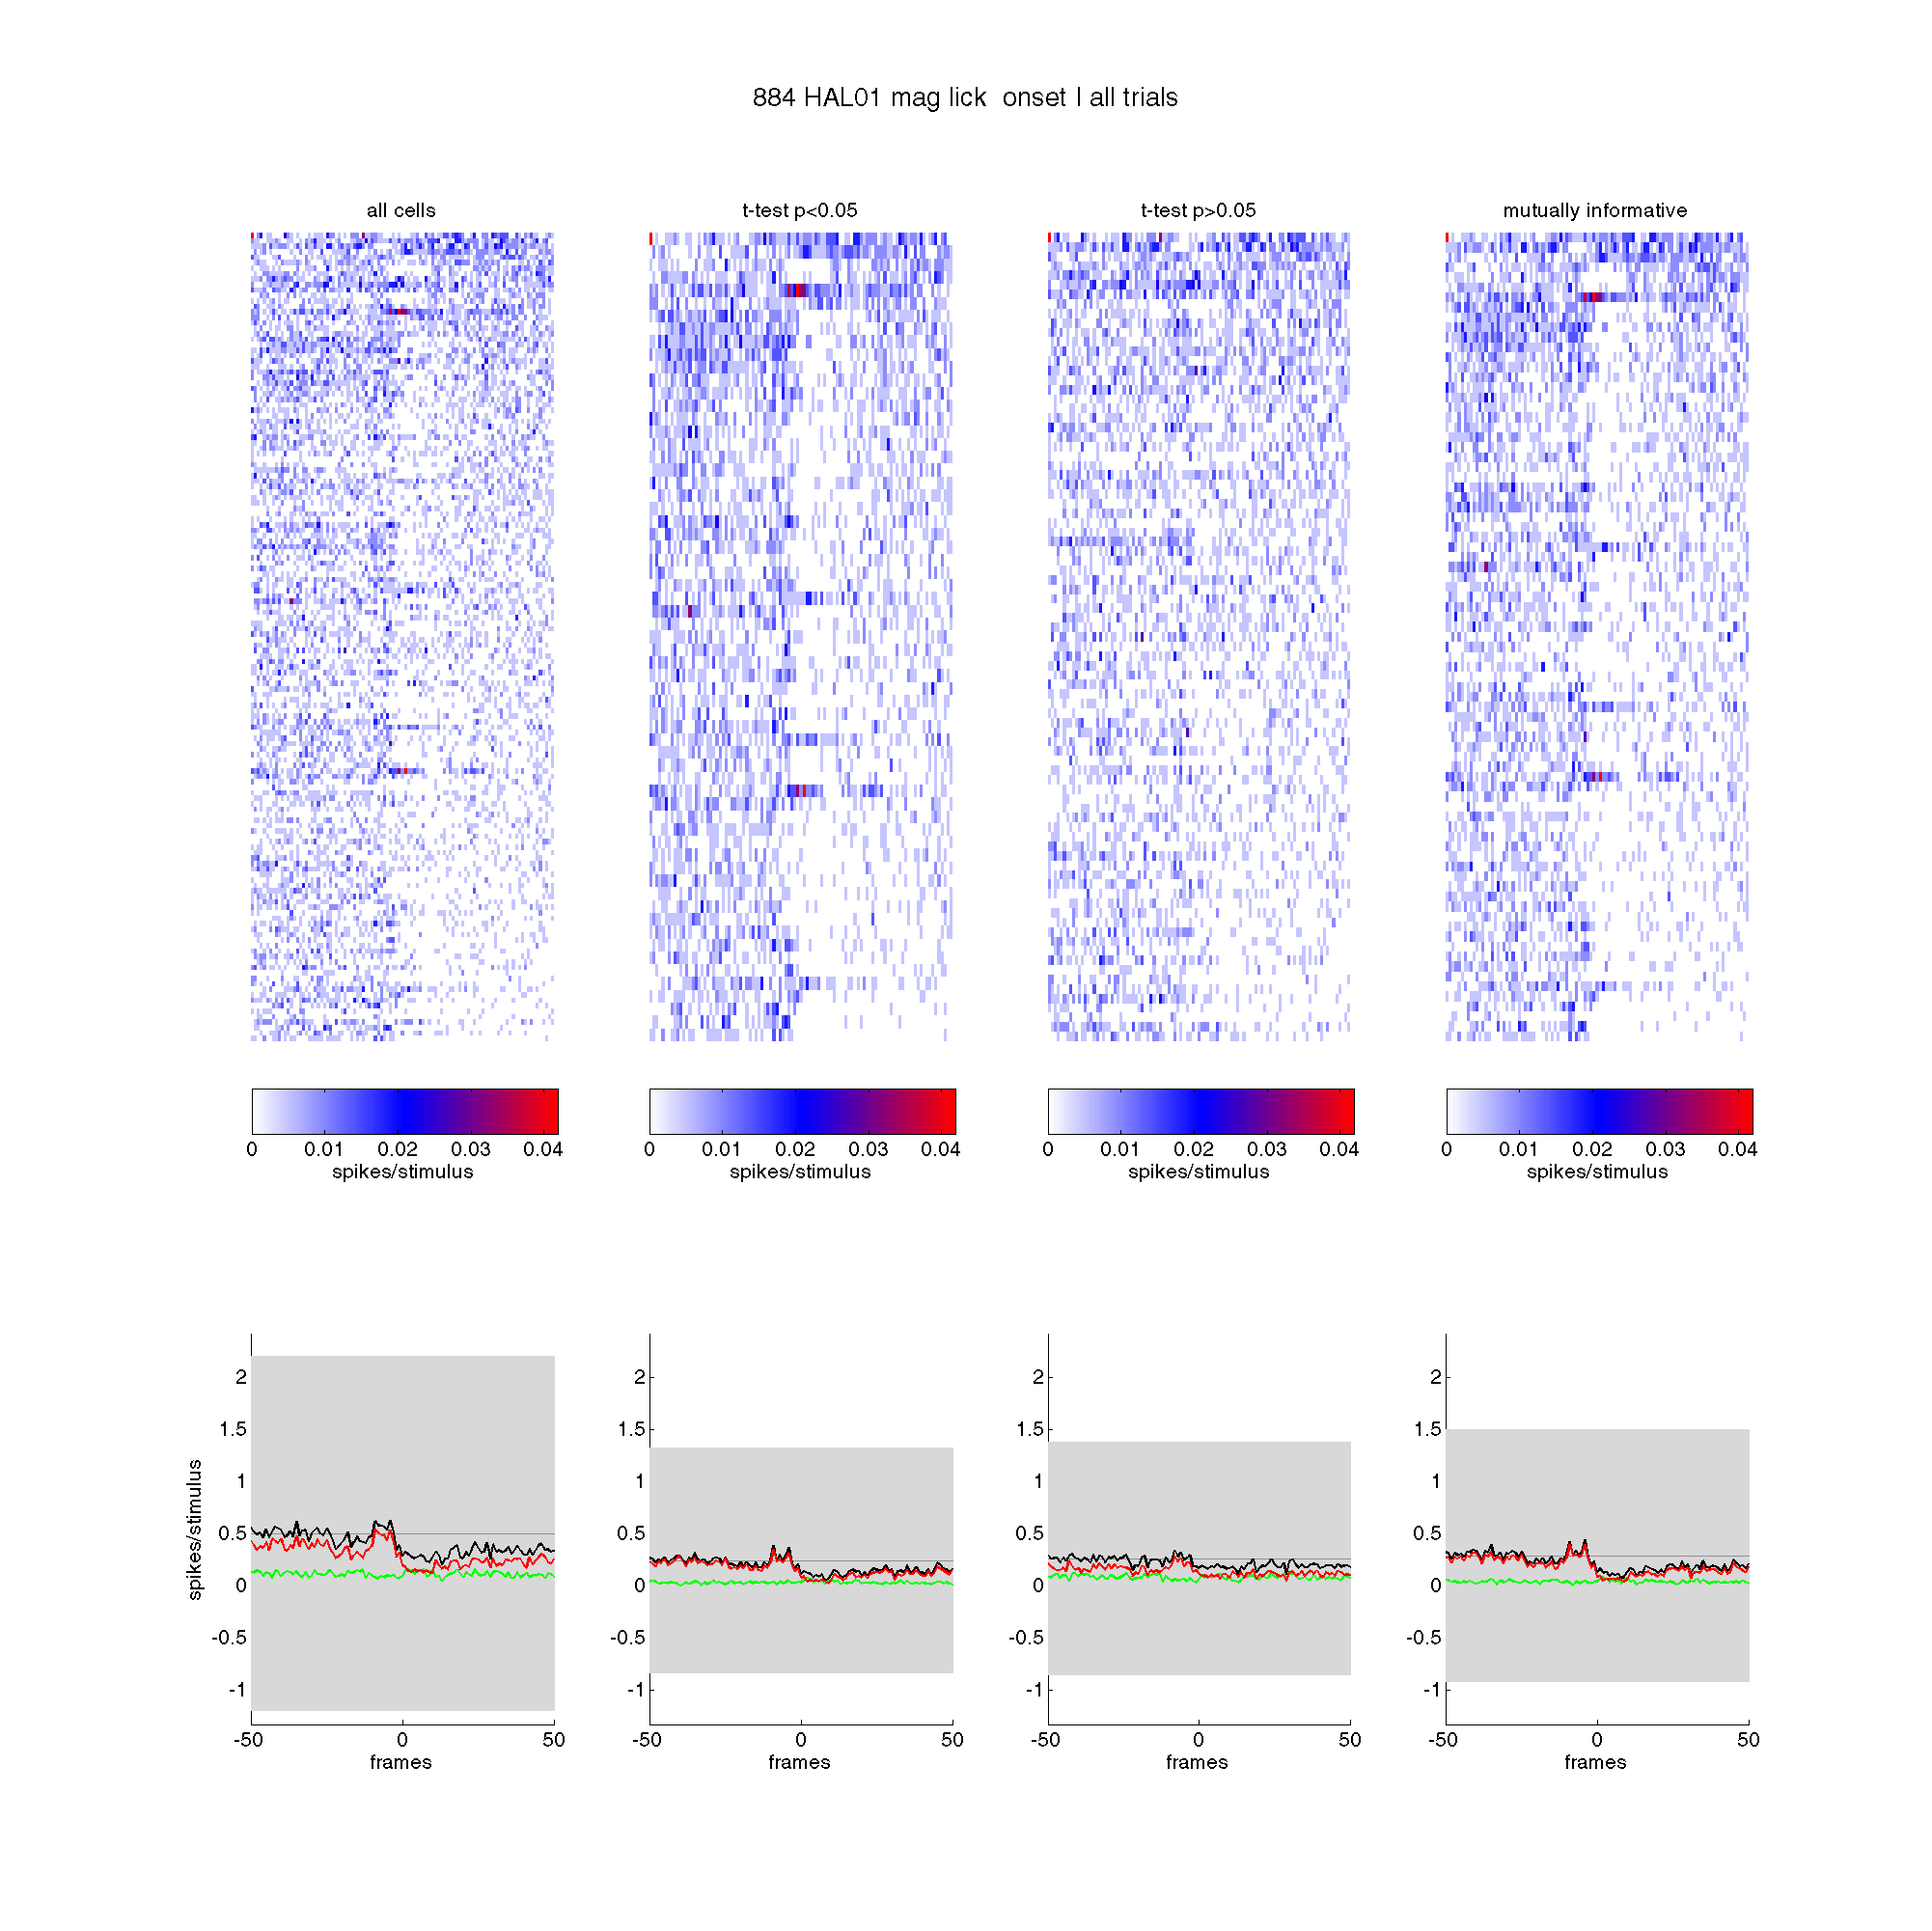 884 HAL01 mag lick  onset I all trials
all cells
t-test p<0.05
t-test p>0.05
mutually informative
0 0.01 0.02 0.03 0.04
spikes/stimulus
0 0.01 0.02 0.03 0.04
spikes/stimulus
0 0.01 0.02 0.03 0.04
spikes/stimulus
0 0.01 0.02 0.03 0.04
spikes/stimulus
spikes/stimulus
2
1.5
1
0.5
0
-0.5
-1
-50 0 50
frames
2
1.5
1
0.5
0
-0.5
-1
-50 0 50
frames
2
1.5
1
0.5
0
-0.5
-1
-50 0 50
frames
2
1.5
1
0.5
0
-0.5
-1
-50 0 50
frames